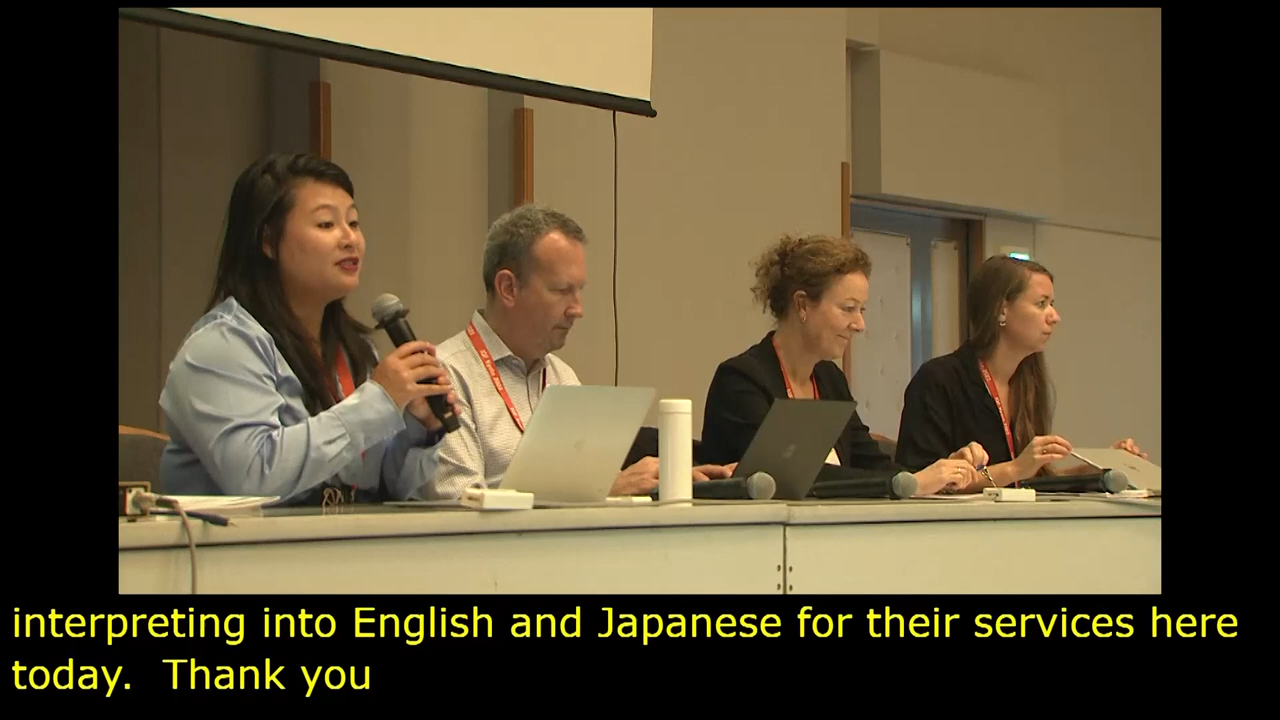 interpreting into English and Japanese for their services here
today.  Thank you